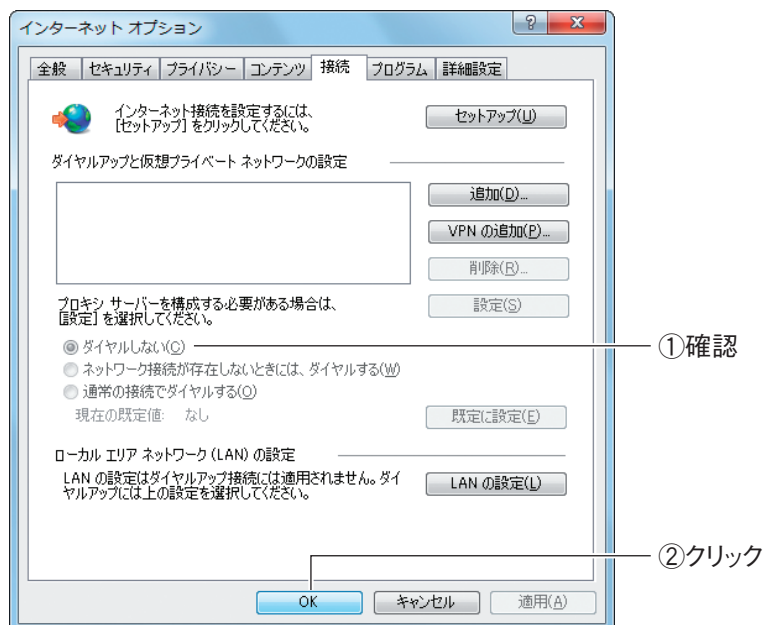 インターネット オプション
全般 セキュリティ プライバシー コンテンツ 接続 プログラム 詳細設定
インターネット接続を設定するには、
[セットアップ] をクリックしてください。
セットアップ(U)
ダイヤルアップと仮想プライベート ネットワークの設定
追加(D)...
VPN の追加(P)...
削除(R)...
プロキシ サーバーを構成する必要がある場合は、
[設定] を選択してください。
設定(S)
ダイヤルしない(C)
①確認
ネットワーク接続が存在しないときには、ダイヤルする(W)
通常の接続でダイヤルする(O)
現在の既定値: なし
既定に設定(E)
ローカル エリア ネットワーク (LAN) の設定
LAN の設定はダイヤルアップ接続には適用されません。ダイ
ヤルアップには上の設定を選択してください。
LAN の設定(L)
②クリック
OK キャンセル 適用(A)